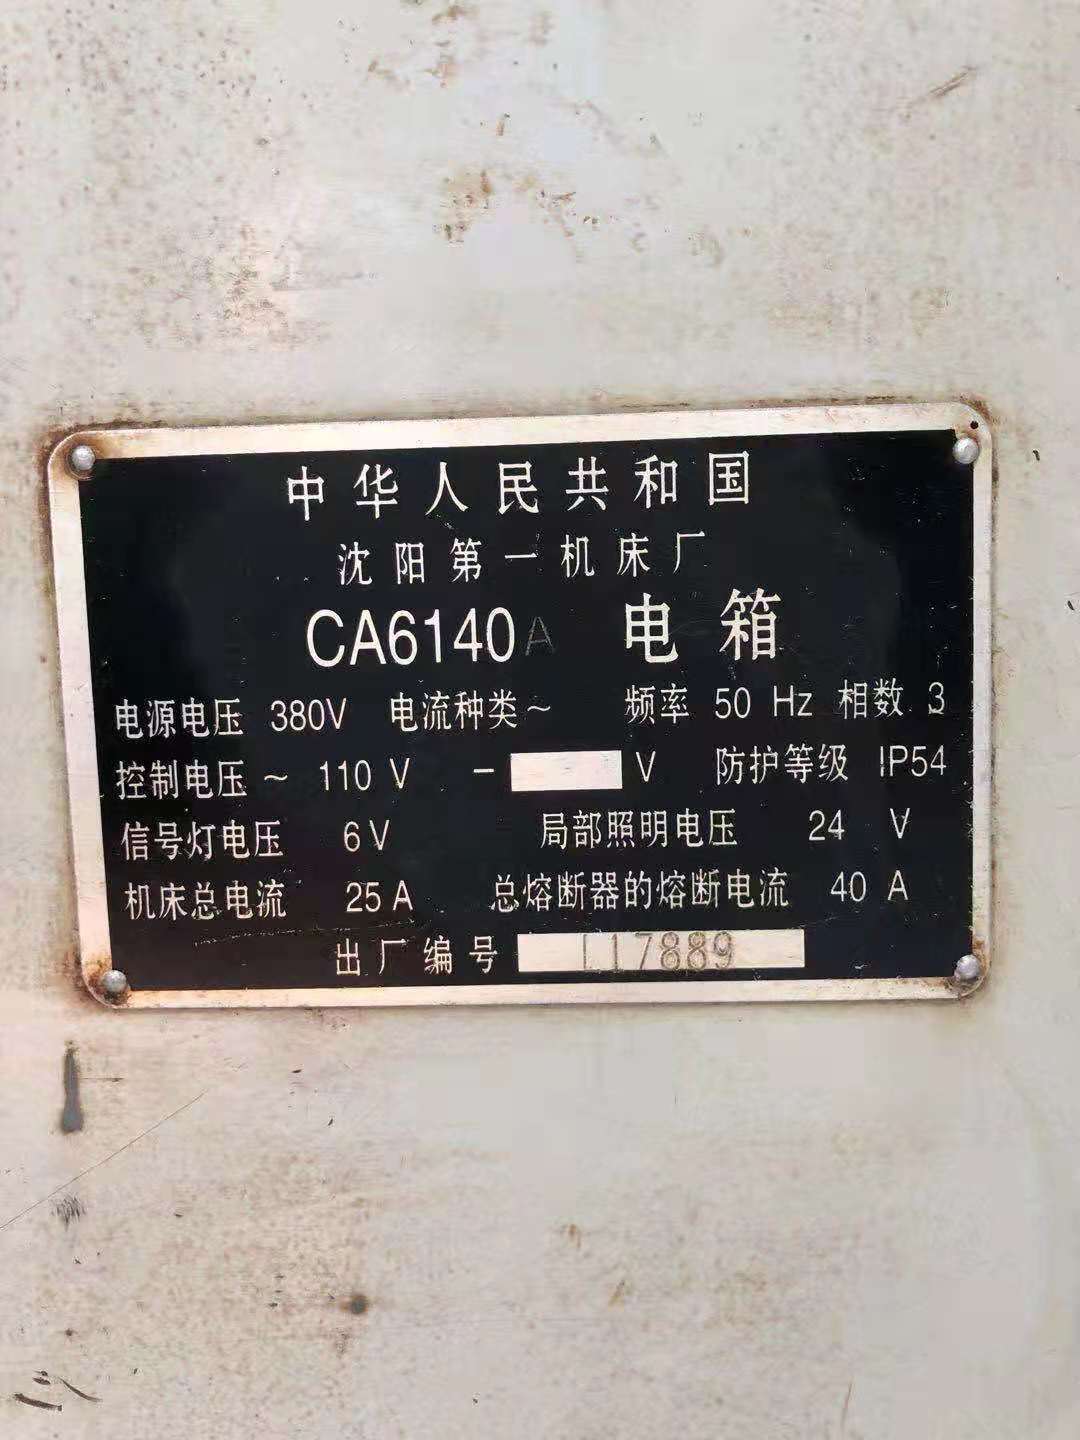 中华人民共和国
沈阳第一机床厂
CA6140A 电箱
电源电压 380V 电流种类~ 频率 50 Hz 相数 3
控制电压~ 110 V - V 防护等级 IP54
信号灯电压 6V 局部照明电压 24 V
机床总电流 25A 总熔断器的熔断电流 40 A
出厂编号 L17889